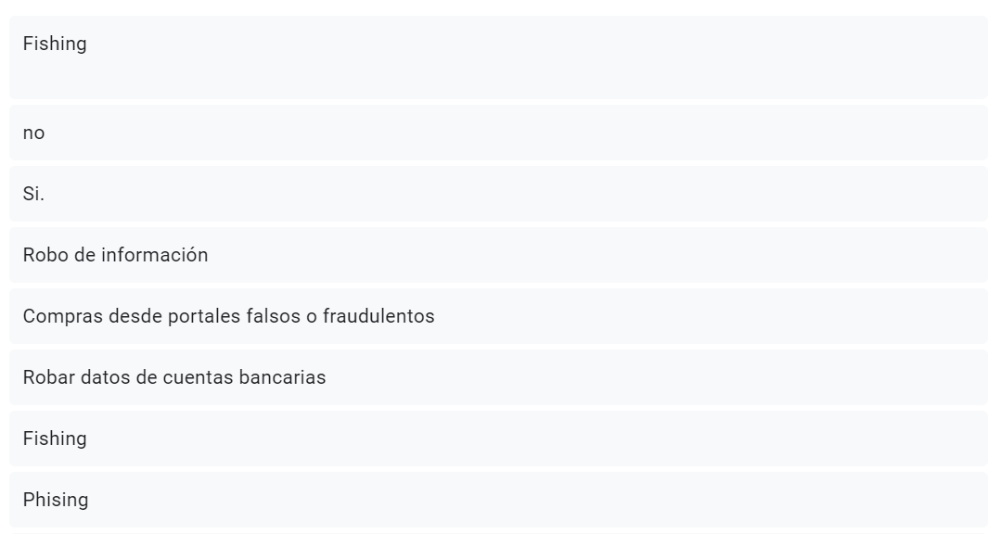 Fishing
no
Si.
Robo de información
Compras desde portales falsos o fraudulentos
Robar datos de cuentas bancarias
Fishing
Phising